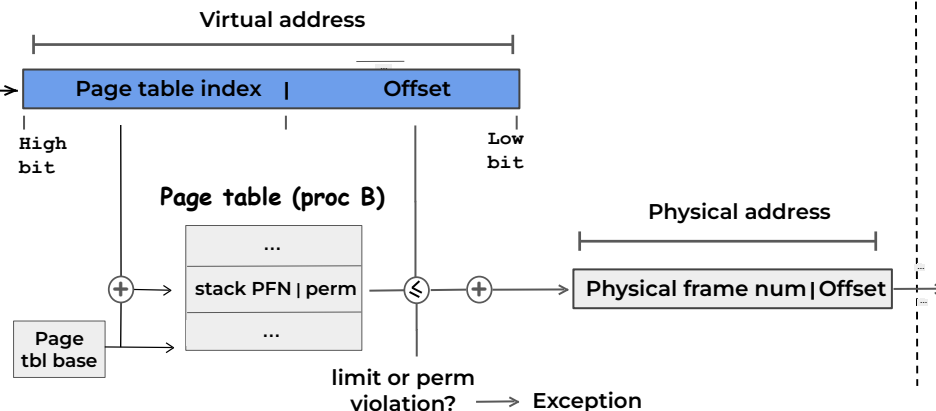 Virtual address
...
Page table index | Offset
High
bit
Low
bit
Page table (proc B)
Physical address
...
+
stack PFN | perm
≤
+
Physical frame num | Offset
...
...
...
Page
tbl base
limit or perm
violation?
Exception